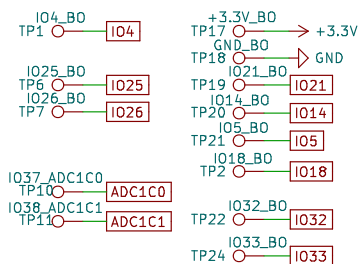 IO4_BO
TP1 IO4
IO25_BO
TP6 IO25
IO26_BO
TP7 IO26
IO37_ADC1C0
TP10 ADC1C0
IO38_ADC1C1
TP11 ADC1C1
+3.3V_BO
TP17 +3.3V
GND_BO
TP18 GND
IO21_BO
TP19 IO21
IO14_BO
TP20 IO14
IO5_BO
TP21 IO5
IO18_BO
TP2 IO18
IO32_BO
TP22 IO32
IO33_BO
TP24 IO33